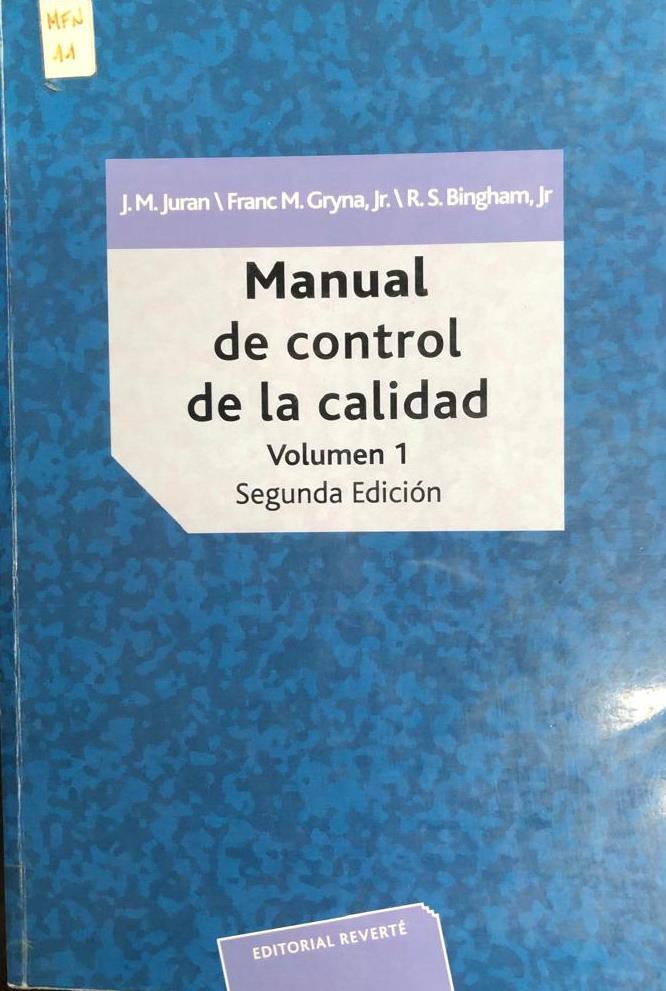 MFN
11
J. M. Juran \ Franc M. Gryna, Jr. \ R. S. Bingham, Jr
Manual
de control
de la calidad
Volumen 1
Segunda Edición
EDITORIAL REVERTÉ